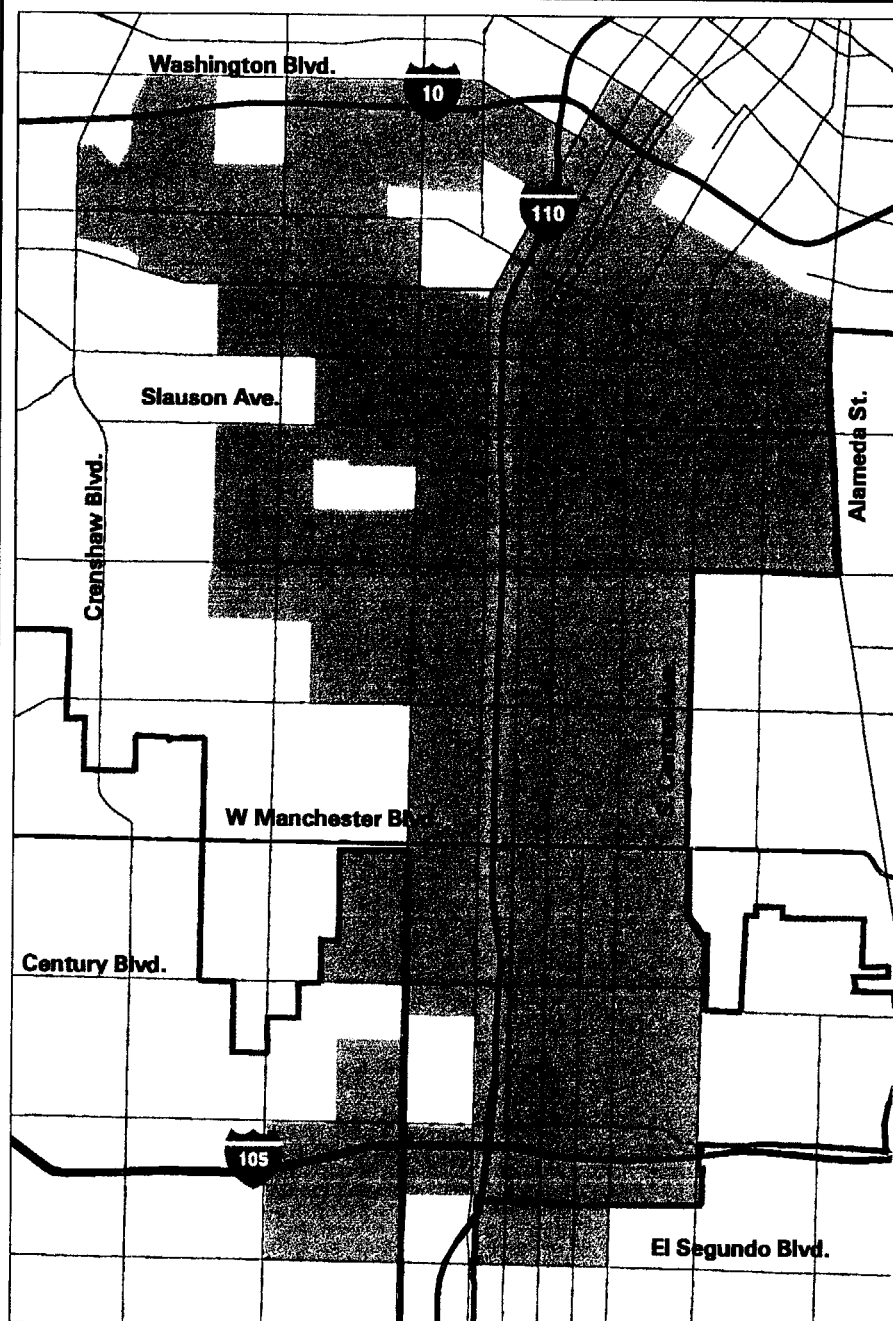 Washington Blvd.
10
110
Slauson Ave.
Alameda St.
Crenshaw Blvd.
W Manchester Blvd.
Century Blvd.
105
El Segundo Blvd.